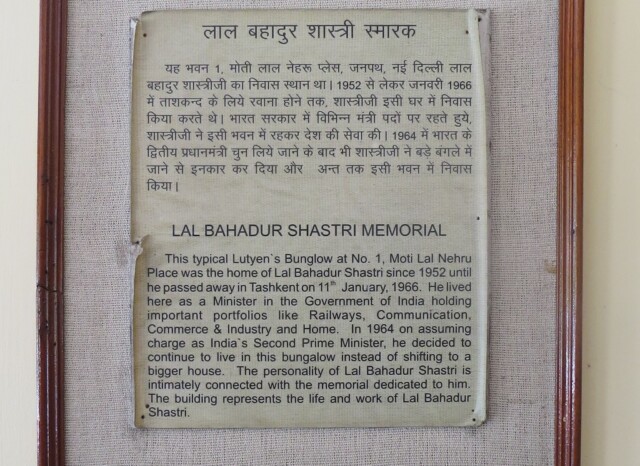 लाल बहादुर शास्त्री स्मारक
यह भवन 1, मोती लाल नेहरू प्लेस, जनपथ, नई दिल्ली लाल
बहादुर शास्त्रीजी का निवास स्थान था। 1952 से लेकर जनवरी 1966
में ताशकन्द के लिये रवाना होने तक, शास्त्रीजी इसी घर में निवास
किया करते थे। भारत सरकार में विभिन्न मंत्री पदों पर रहते हुये,
शास्त्रीजी ने इसी भवन में रहकर देश की सेवा की। 1964 में भारत के
द्वितीय प्रधानमंत्री चुन लिये जाने के बाद भी शास्त्रीजी ने बड़े बंगले में
जाने से इनकार कर दिया और अन्त तक इसी भवन में निवास
किया।
LAL BAHADUR SHASTRI MEMORIAL
This typical Lutyen`s Bunglow at No. 1, Moti Lal Nehru
Place was the home of Lal Bahadur Shastri since 1952 until
he passed away in Tashkent on 11th January, 1966. He lived
here as a Minister in the Government of India holding
important portfolios like Railways, Communication,
Commerce & Industry and Home. In 1964 on assuming
charge as India`s Second Prime Minister, he decided to
continue to live in this bungalow instead of shifting to a
bigger house. The personality of Lal Bahadur Shastri is
intimately connected with the memorial dedicated to him.
The building represents the life and work of Lal Bahadur
Shastri.